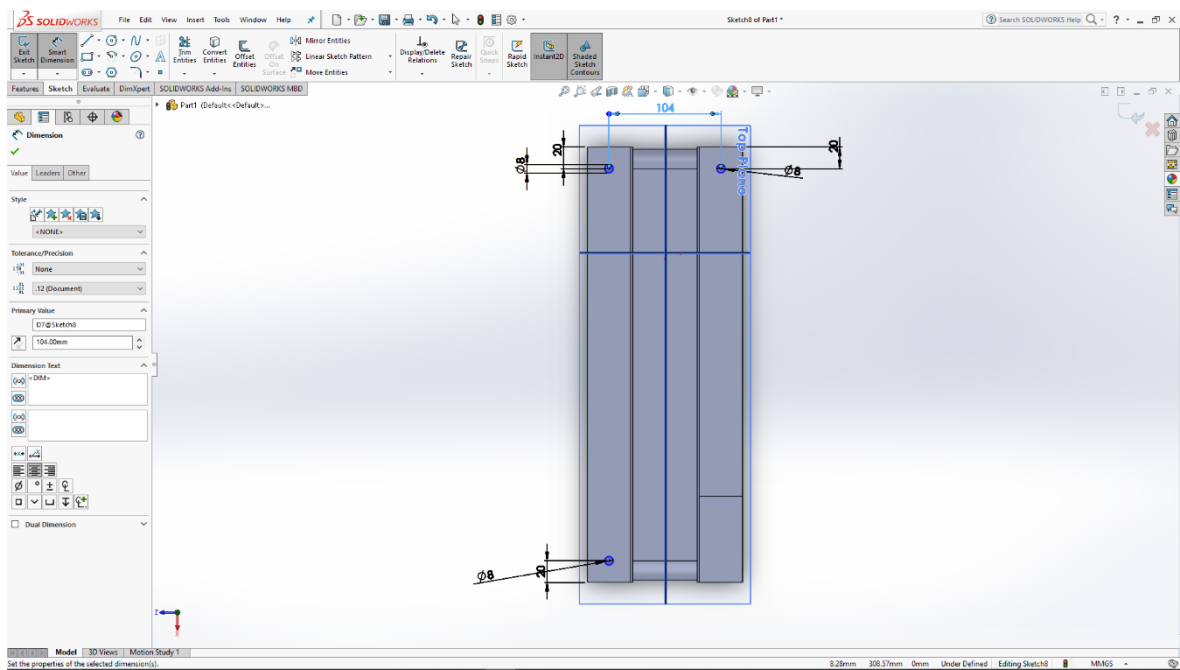 SOLIDWORKS File Edit View Insert Tools Window Help Sketch8 of Part1 * Search SOLIDWORKS Help
Exit Sketch
Smart Dimension
Trim Entities
Convert Entities
Offset Entities
Offset On Surface
Mirror Entities
Linear Sketch Pattern
More Entities
Display/Delete Relations
Repair Sketch
Quick Snaps
Rapid Sketch
Instant2D
Shaded Sketch Contours
Features Sketch Evaluate DimXpert SOLIDWORKS Add-Ins SOLIDWORKS MBD
Part1 (Default<<Default>...
Dimension
Value Leaders Other
Style
<NONE>
Tolerance/Precision
None
.12 (Document)
Primary Value
D7@Sketch8
104.00mm
Dimension Text
<DIM>
Dual Dimension
104
Top Plane
20
Ø8
20
Ø8
Ø8
20
Z
Model 3D Views Motion Study 1
Set the properties of the selected dimension(s). 8.28mm 308.57mm 0mm Under Defined Editing Sketch8 MMGS